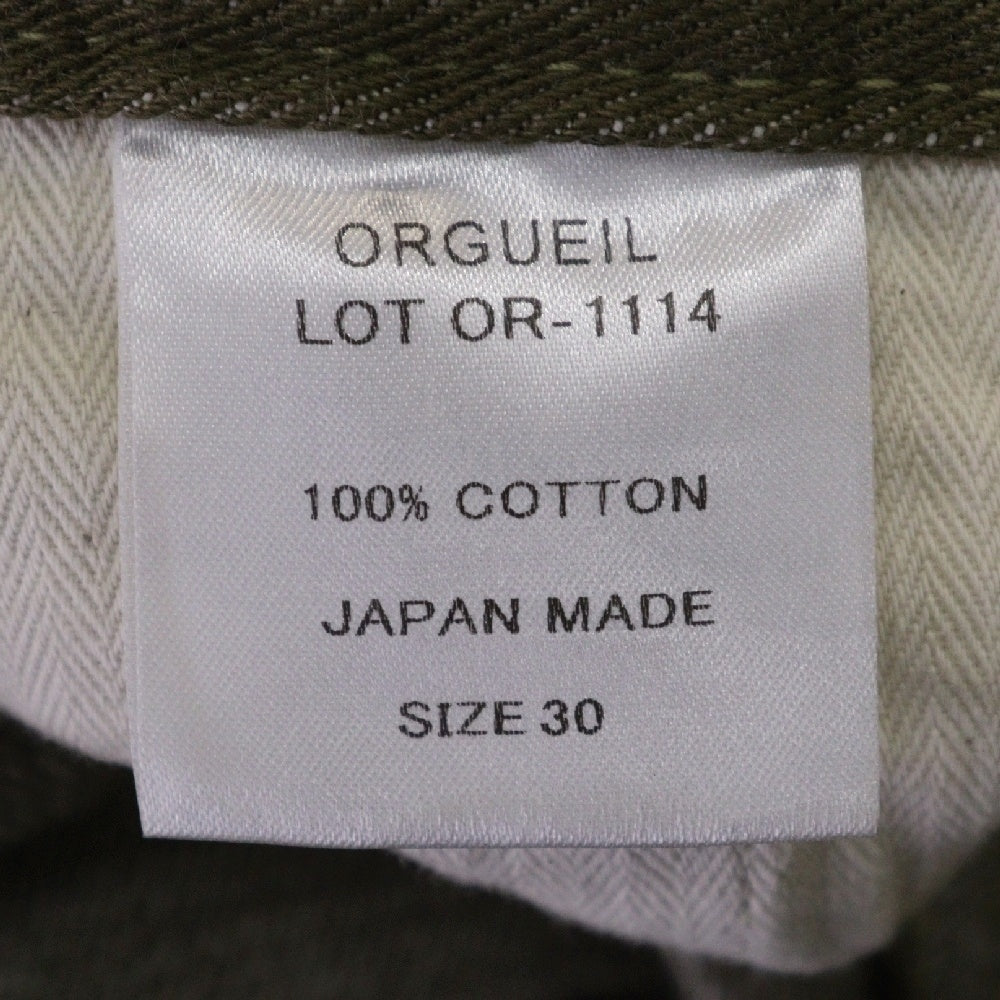 ORGUEIL
LOT OR-1114
100% COTTON
JAPAN MADE
SIZE 30